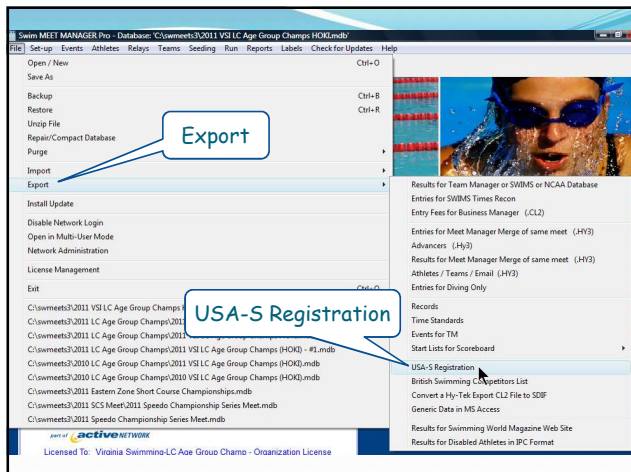 Swim MEET MANAGER Pro - Database: 'C:\swmeets3\2011 VSI LC Age Group Champs HOKI.mdb'
File Set-up Events Athletes Relays Teams Seeding Run Reports Labels Check for Updates Help
Open / New Ctrl+O
Save As
Backup Ctrl+B
Restore Ctrl+R
Unzip File
Repair/Compact Database
Purge
Import
Export
Install Update
Disable Network Login
Open in Multi-User Mode
Network Administration
License Management
Exit Ctrl+Q
C:\swmeets3\2011 VSI LC Age Group Champs
C:\swmeets3\2011 LC Age Group Champs\2011
C:\swmeets3\2011 LC Age Group Champs\2011
C:\swmeets3\2011 LC Age Group Champs\2011 VSI LC Age Group Champs (HOKI) - #1.mdb
C:\swmeets3\2010 LC Age Group Champs\2010 VSI LC Age Group Champs (HOKI).mdb
C:\swmeets3\2010 LC Age Group Champs\2010 VSI LC Age Group Champs (HOKI).mdb
C:\swmeets3\2011 Eastern Zone Short Course Championships.mdb
C:\swmeets3\2011 SCS Meet\2011 Speedo Championship Series Meet.mdb
C:\swmeets3\2011 Speedo Championship Series Meet.mdb
part of active NETWORK
Licensed To: Virginia Swimming-LC Age Group Champ - Organization License
Export
USA-S Registration
Results for Team Manager or SWIMS or NCAA Database
Entries for SWIMS Times Recon
Entry Fees for Business Manager (.CL2)
Entries for Meet Manager Merge of same meet (.HY3)
Advancers (.Hy3)
Results for Meet Manager Merge of same meet (.HY3)
Athletes / Teams / Email (.HY3)
Entries for Diving Only
Records
Time Standards
Events for TM
Start Lists for Scoreboard
USA-S Registration
British Swimming Competitors List
Convert a Hy-Tek Export CL2 File to SDIF
Generic Data in MS Access
Results for Swimming World Magazine Web Site
Results for Disabled Athletes in IPC Format